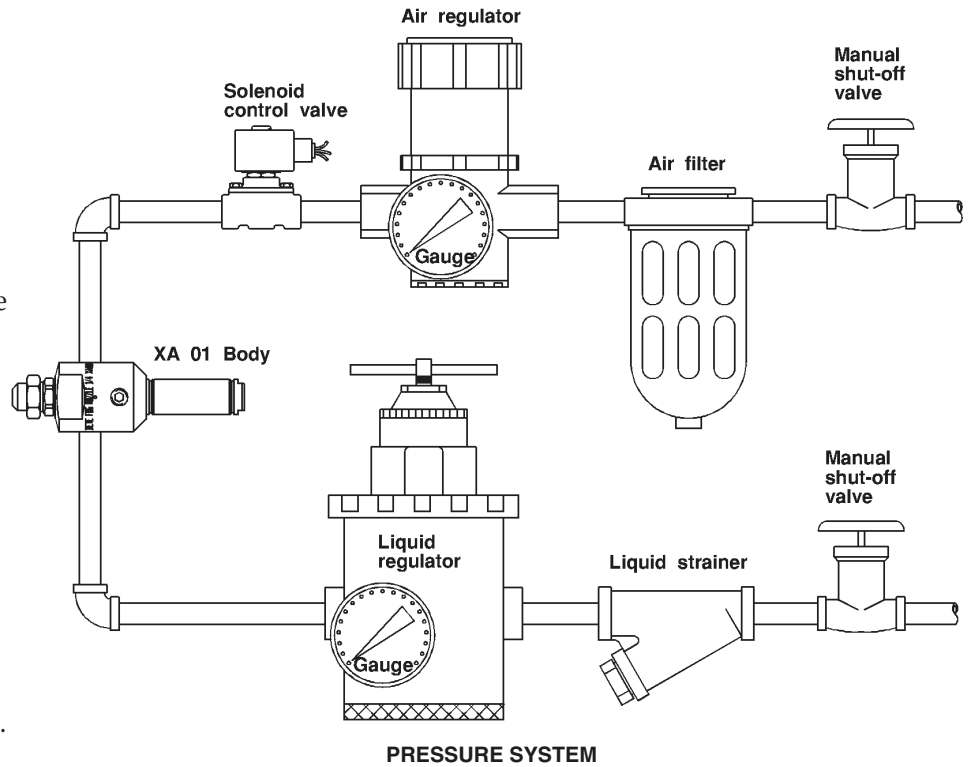 Air regulator
Manual
shut-off
valve
Solenoid
control valve
Air filter
Gauge
e
XA 01 Body
Manual
shut-off
valve
Liquid
regulator
Liquid strainer
Gauge
.
PRESSURE SYSTEM